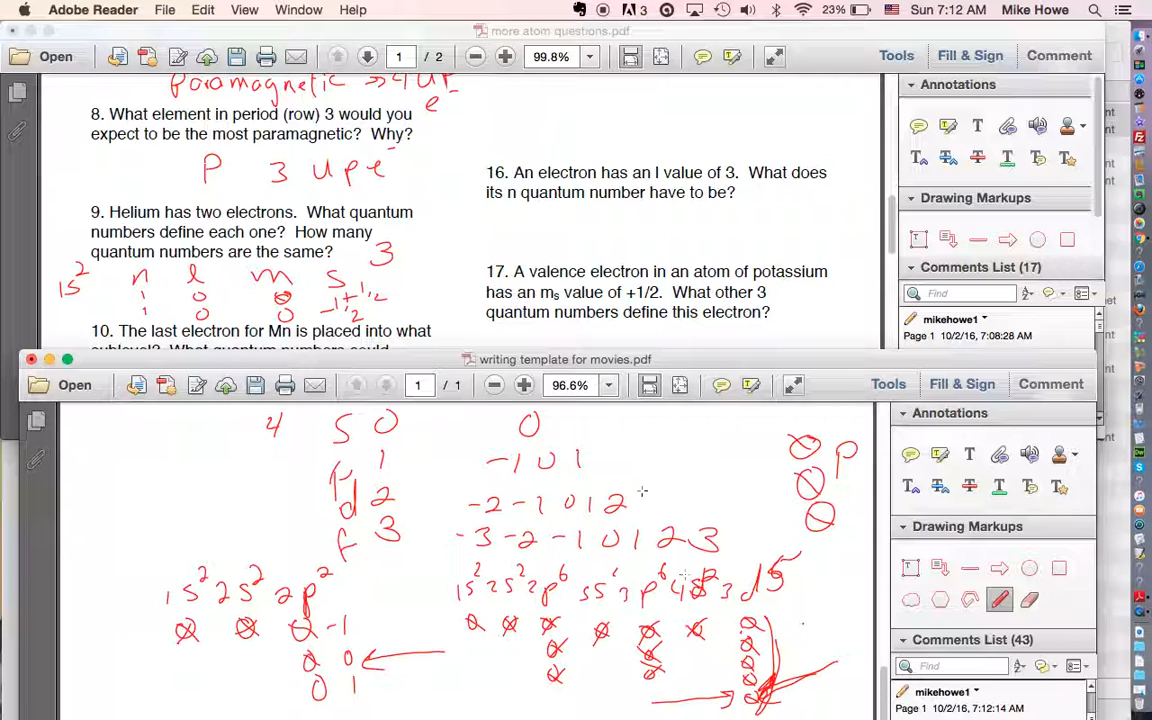 Adobe Reader File Edit View Window Help 3 23% Sun 7:12 AM Mike Howe
more atom questions.pdf
Open 1 / 2 99.8% Tools Fill & Sign Comment
paramagnetic → 4 up e-
8. What element in period (row) 3 would you
expect to be the most paramagnetic? Why?
P 3 upe-
9. Helium has two electrons. What quantum
numbers define each one? How many
quantum numbers are the same? 3
1s2 n l m s
1 0 0 +1/2
1 0 0 -1/2
10. The last electron for Mn is placed into what
16. An electron has an l value of 3. What does
its n quantum number have to be?
17. A valence electron in an atom of potassium
has an ms value of +1/2. What other 3
quantum numbers define this electron?
Annotations
Drawing Markups
Comments List (17)
Find
mikehowe1
Page 1 10/2/16, 7:08:28 AM
writing template for movies.pdf
Open 1 / 1 96.6% Tools Fill & Sign Comment
4 s 0 0
p 1 -1 0 1
d 2 -2 -1 0 1 2
f 3 -3 -2 -1 0 1 2 3
p
1s2 2s2 2p2
-1
0
0 1
Annotations
Drawing Markups
Comments List (43)
Find
mikehowe1
Page 1 10/2/16, 7:12:14 AM